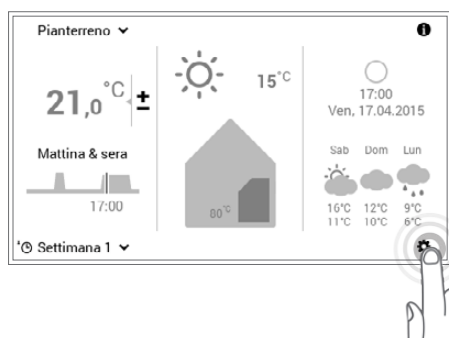 Pianterreno
21,0 °C ±
Mattina & sera
17:00
Settimana 1
15 °C
80 °C
17:00
Ven, 17.04.2015
Sab Dom Lun
16°C 12°C 9°C
11°C 10°C 6°C